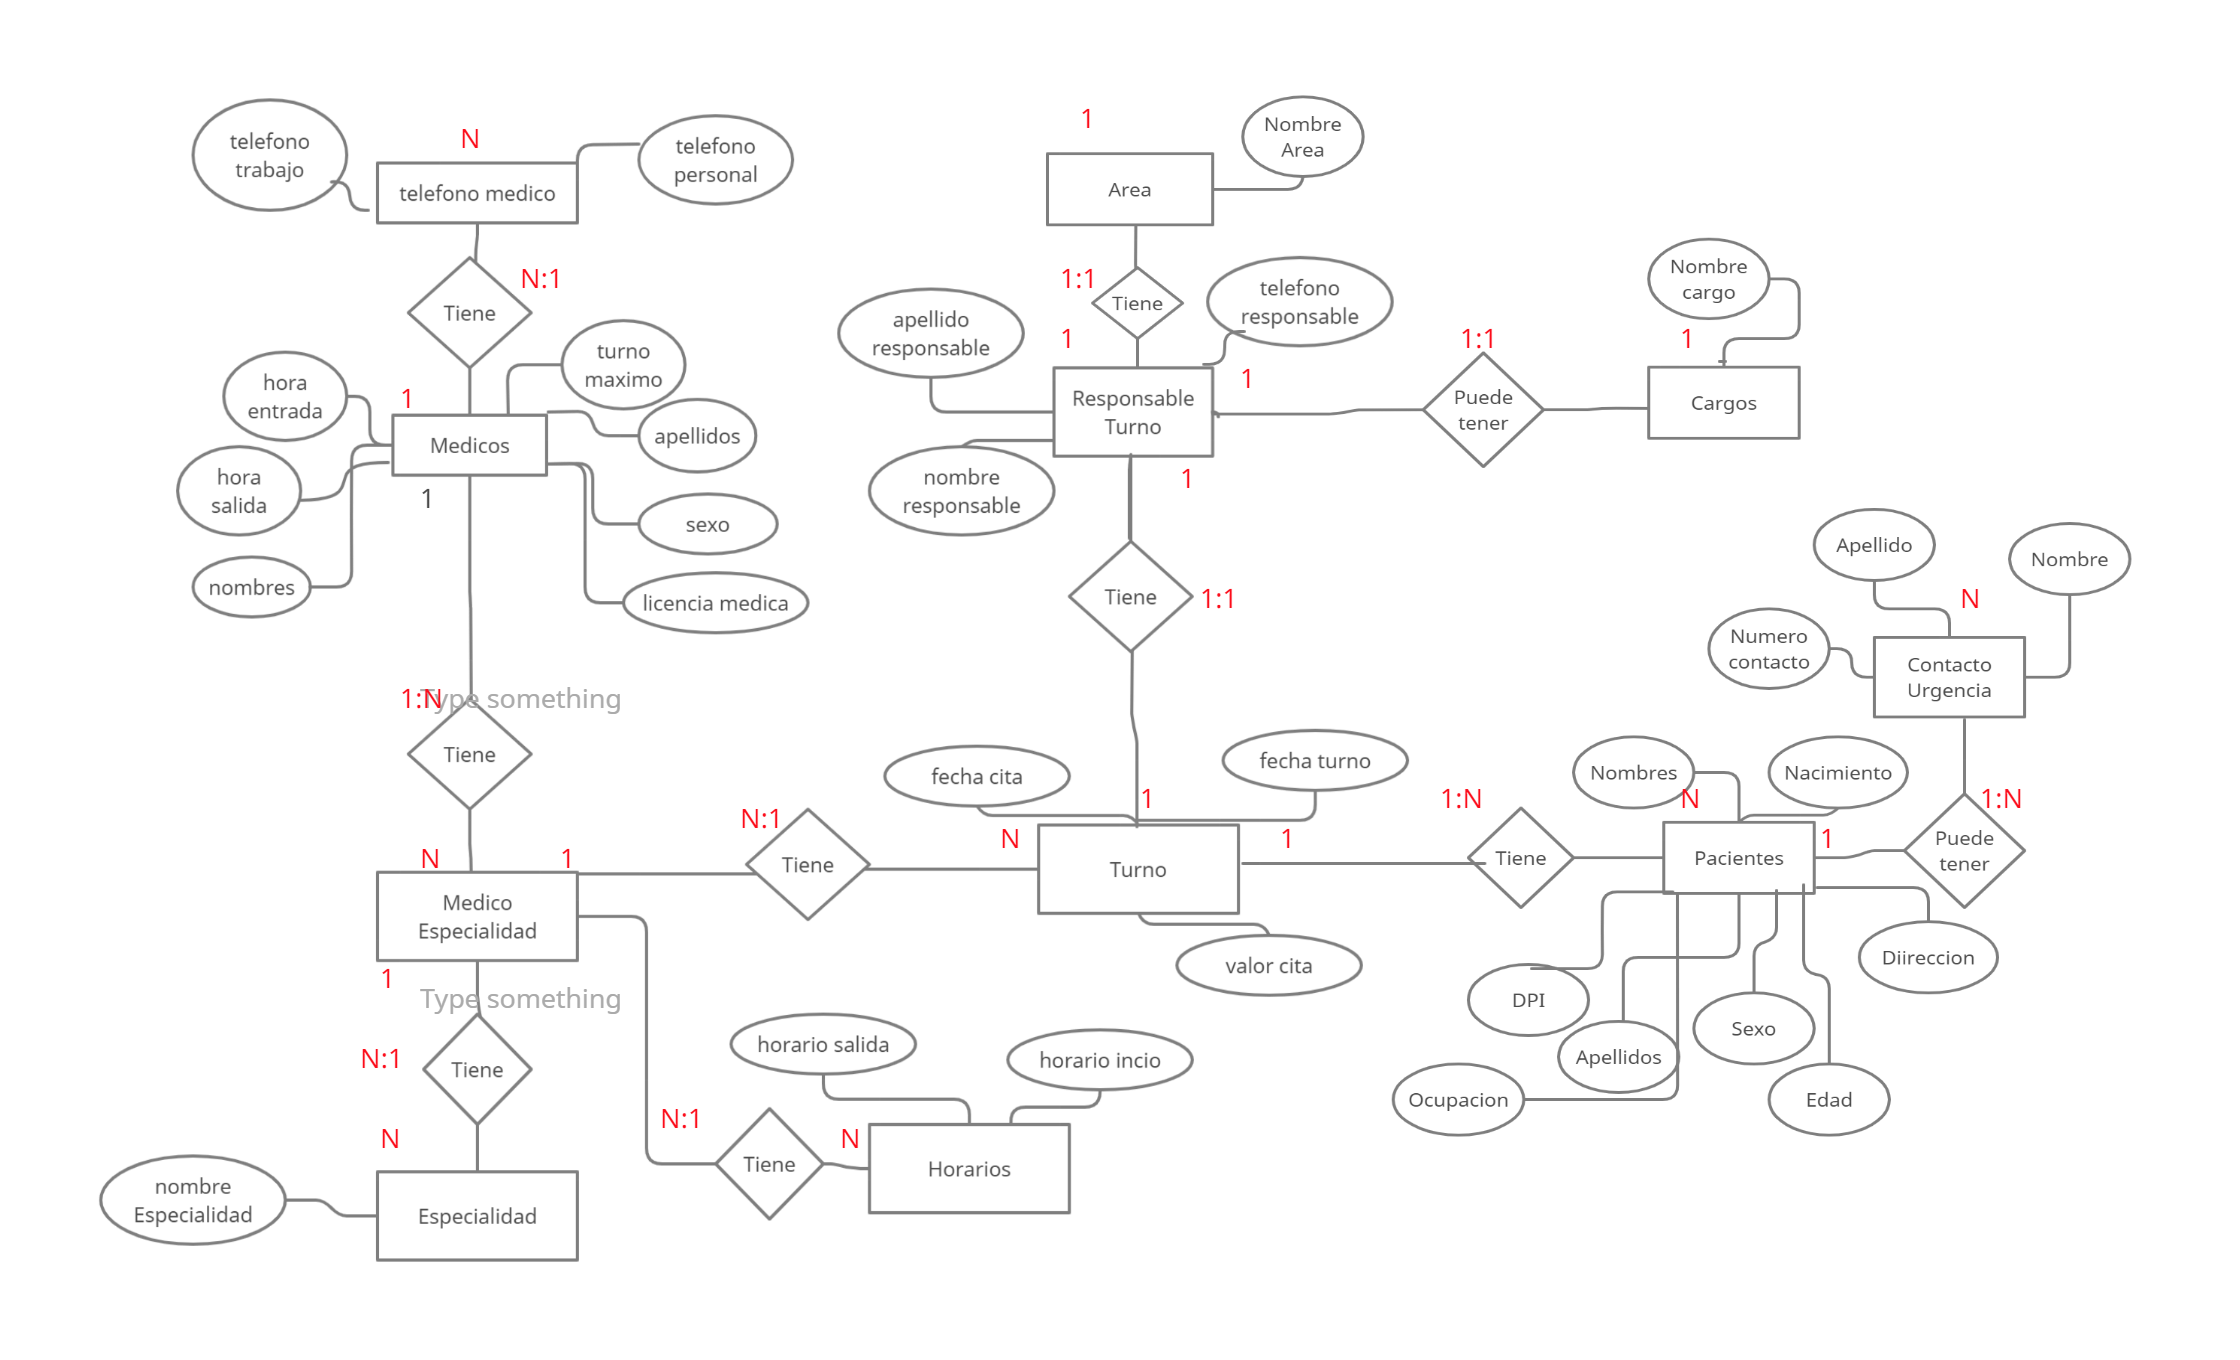 telefono
trabajo
N
telefono medico
telefono
personal
N:1
Tiene
hora
entrada
turno
maximo
1
Medicos
apellidos
hora
salida
1
sexo
nombres
licencia medica
1:N
Type something
Tiene
N
1
Medico
Especialidad
1
Type something
N:1
Tiene
N
nombre
Especialidad
Especialidad
1
Area
Nombre
Area
1:1
Tiene
1
telefono
responsable
apellido
responsable
Responsable
Turno
1
nombre
responsable
1
1:1
Puede
tener
1
Nombre
cargo
Cargos
Tiene
1:1
fecha cita
fecha turno
1
N:1
Tiene
N
Turno
1
valor cita
1:N
Tiene
N
Nombres
Nacimiento
Pacientes
1
1:N
Puede
tener
Apellido
Nombre
N
Numero
contacto
Contacto
Urgencia
DPI
Apellidos
Sexo
Diireccion
Ocupacion
Edad
horario salida
horario incio
N:1
Tiene
N
Horarios